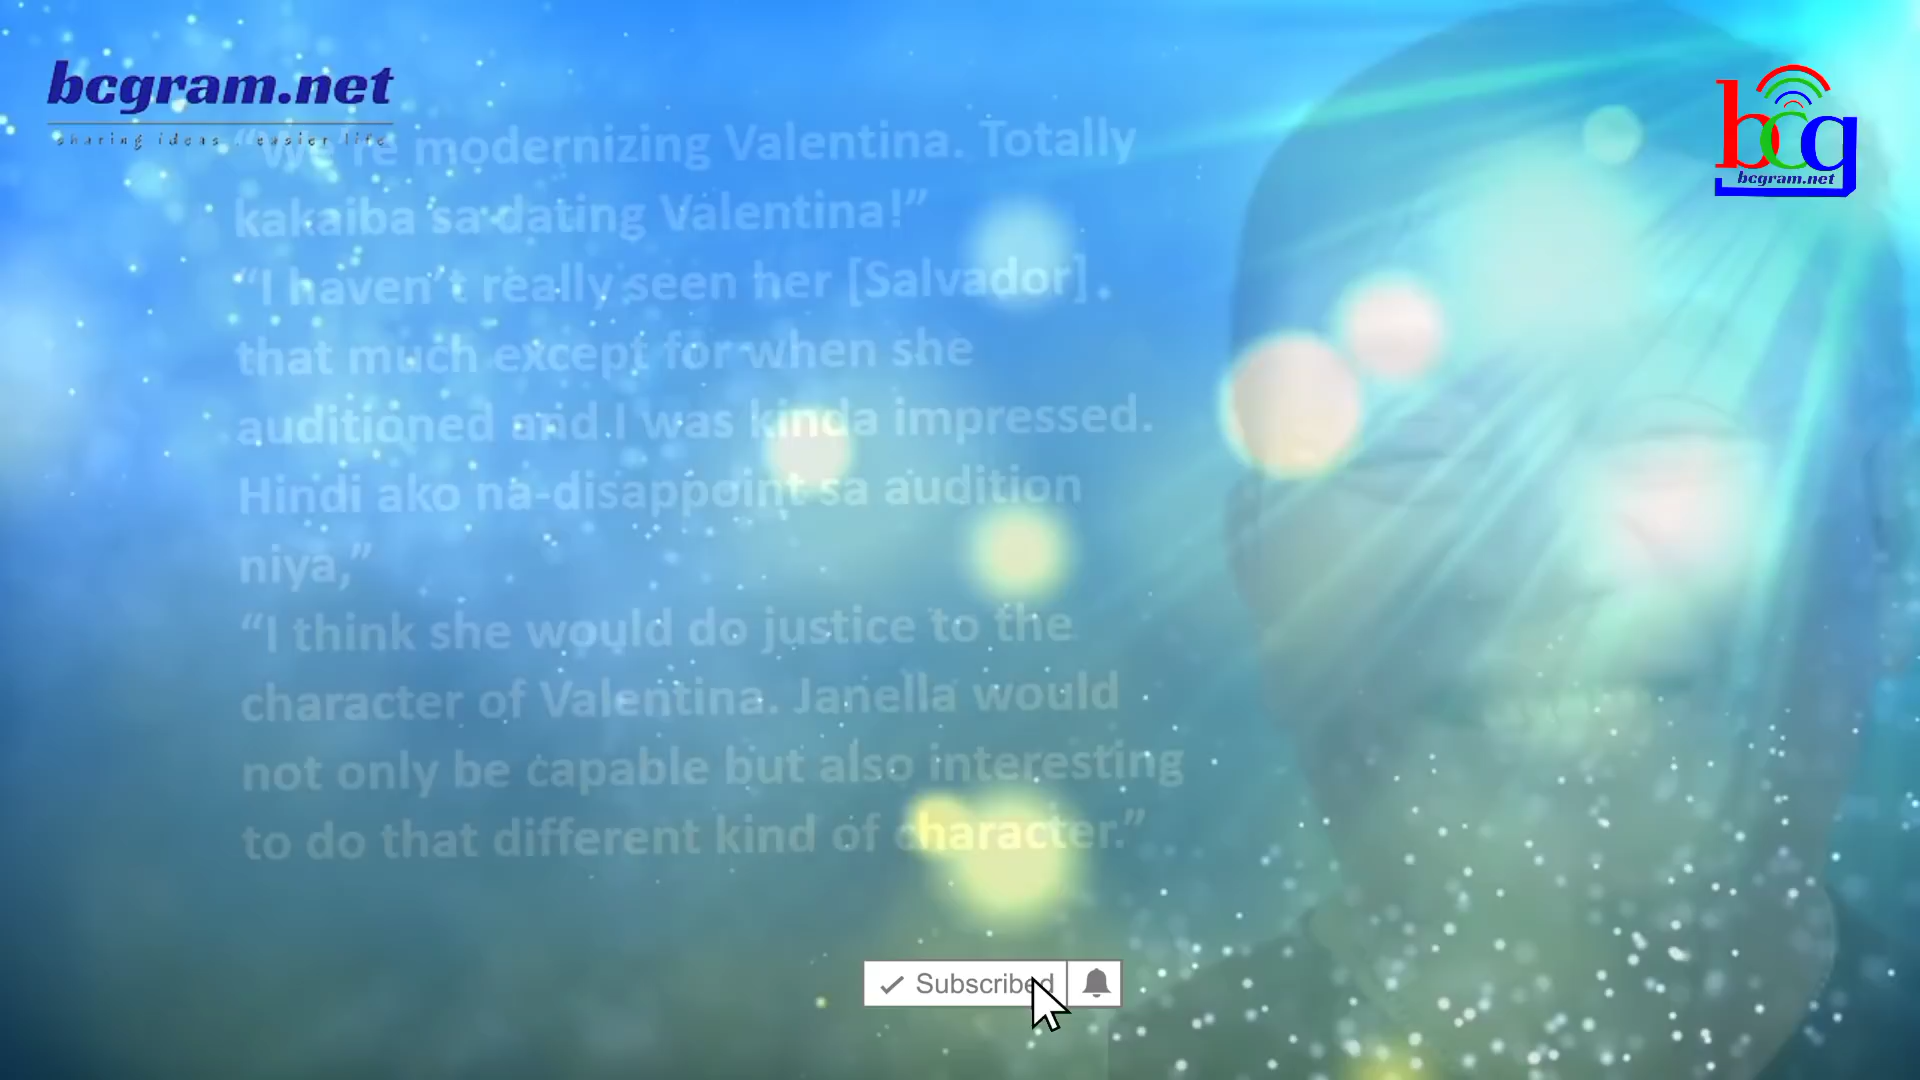 bcgram.net
sharing ideas . easier life
bcg
bcgram.net
“We're modernizing Valentina. Totally
kakaiba sa dating Valentina!”
“I haven't really seen her [Salvador]
that much except for when she
auditioned and I was kinda impressed.
Hindi ako na-disappoint sa audition
niya,”
“I think she would do justice to the
character of Valentina. Janella would
not only be capable but also interesting
to do that different kind of character.”
Subscribed